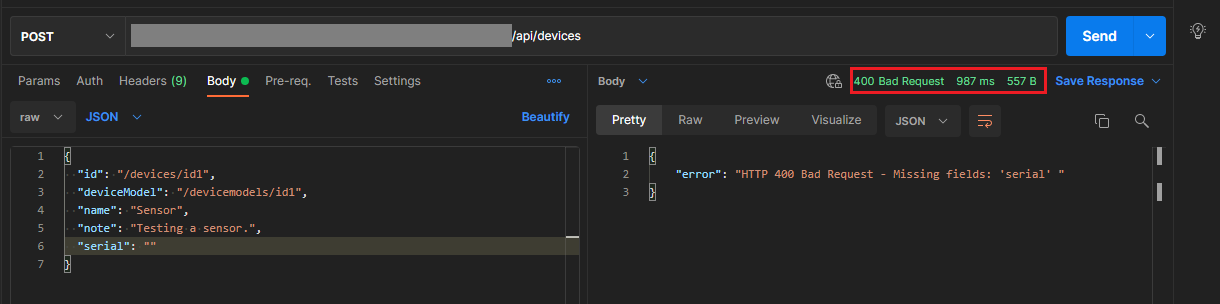 POST /api/devices Send
Params Auth Headers (9) Body Pre-req. Tests Settings
raw JSON Beautify
1 {
2 "id": "/devices/id1",
3 "deviceModel": "/devicemodels/id1",
4 "name": "Sensor",
5 "note": "Testing a sensor.",
6 "serial": ""
7 }
Body 400 Bad Request 987 ms 557 B Save Response
Pretty Raw Preview Visualize JSON
1 {
2 "error": "HTTP 400 Bad Request - Missing fields: 'serial' "
3 }